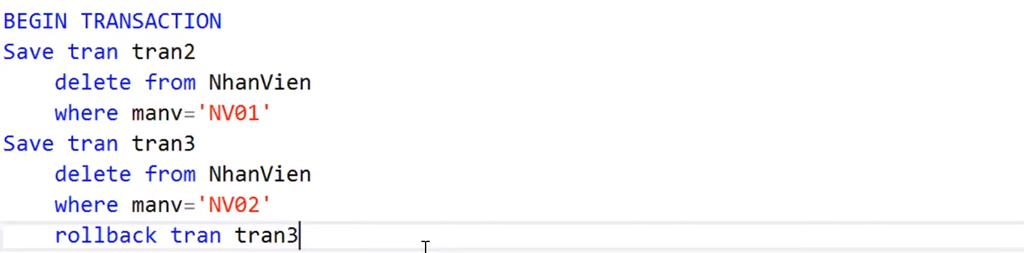 BEGIN TRANSACTION
Save tran tran2
delete from NhanVien
where manv='NV01'
Save tran tran3
delete from NhanVien
where manv='NV02'
rollback tran tran3